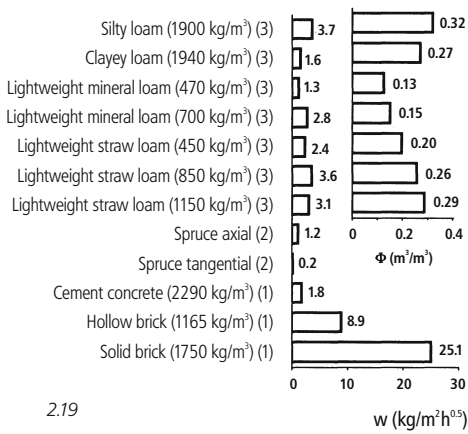 Silty loam (1900 kg/m³) (3) 3.7 0.32
Clayey loam (1940 kg/m³) (3) 1.6 0.27
Lightweight mineral loam (470 kg/m³) (3) 1.3 0.13
Lightweight mineral loam (700 kg/m³) (3) 2.8 0.15
Lightweight straw loam (450 kg/m³) (3) 2.4 0.20
Lightweight straw loam (850 kg/m³) (3) 3.6 0.26
Lightweight straw loam (1150 kg/m³) (3) 3.1 0.29
Spruce axial (2) 1.2 0 0.2 0.4
Spruce tangential (2) 0.2 Φ (m³/m³)
Cement concrete (2290 kg/m³) (1) 1.8
Hollow brick (1165 kg/m³) (1) 8.9
Solid brick (1750 kg/m³) (1) 25.1
0 10 20 30
2.19 w (kg/m²h⁰·⁵)